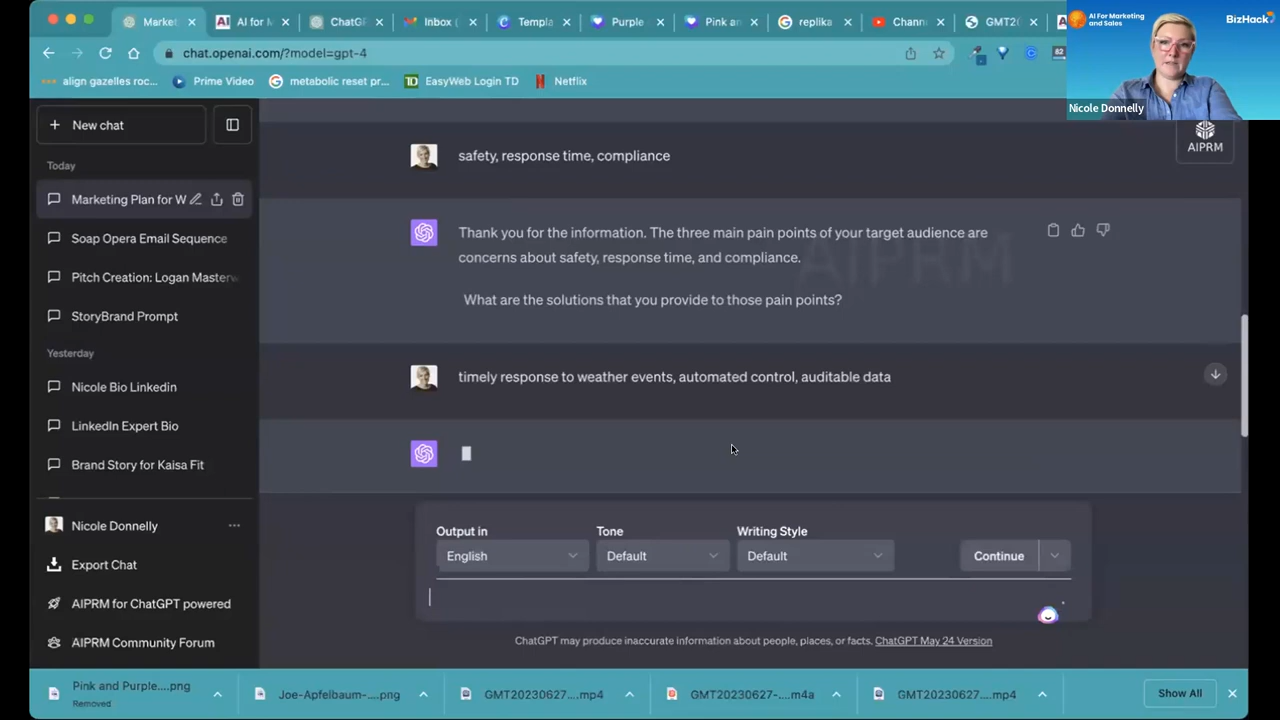 Market
AI for M
ChatGP
Inbox (
Templa
Purple
Pink an
replika
Chann
GMT20
chat.openai.com/?model=gpt-4
AI For Marketing
and Sales
BizHack
align gazelles roc...
Prime Video
metabolic reset pr...
EasyWeb Login TD
Netflix
82
Nicole Donnelly
New chat
AIPRM
Today
Marketing Plan for W
Soap Opera Email Sequence
Pitch Creation: Logan Masterw
StoryBrand Prompt
Yesterday
Nicole Bio Linkedin
LinkedIn Expert Bio
Brand Story for Kaisa Fit
Nicole Donnelly
Export Chat
AIPRM for ChatGPT powered
AIPRM Community Forum
safety, response time, compliance
Thank you for the information. The three main pain points of your target audience are
concerns about safety, response time, and compliance.
AIPRM
What are the solutions that you provide to those pain points?
timely response to weather events, automated control, auditable data
Output in
Tone
Writing Style
English
Default
Default
Continue
ChatGPT may produce inaccurate information about people, places, or facts. ChatGPT May 24 Version
Pink and Purple....png
Removed
Joe-Apfelbaum-....png
GMT20230627....mp4
GMT20230627-....m4a
GMT20230627....mp4
Show All